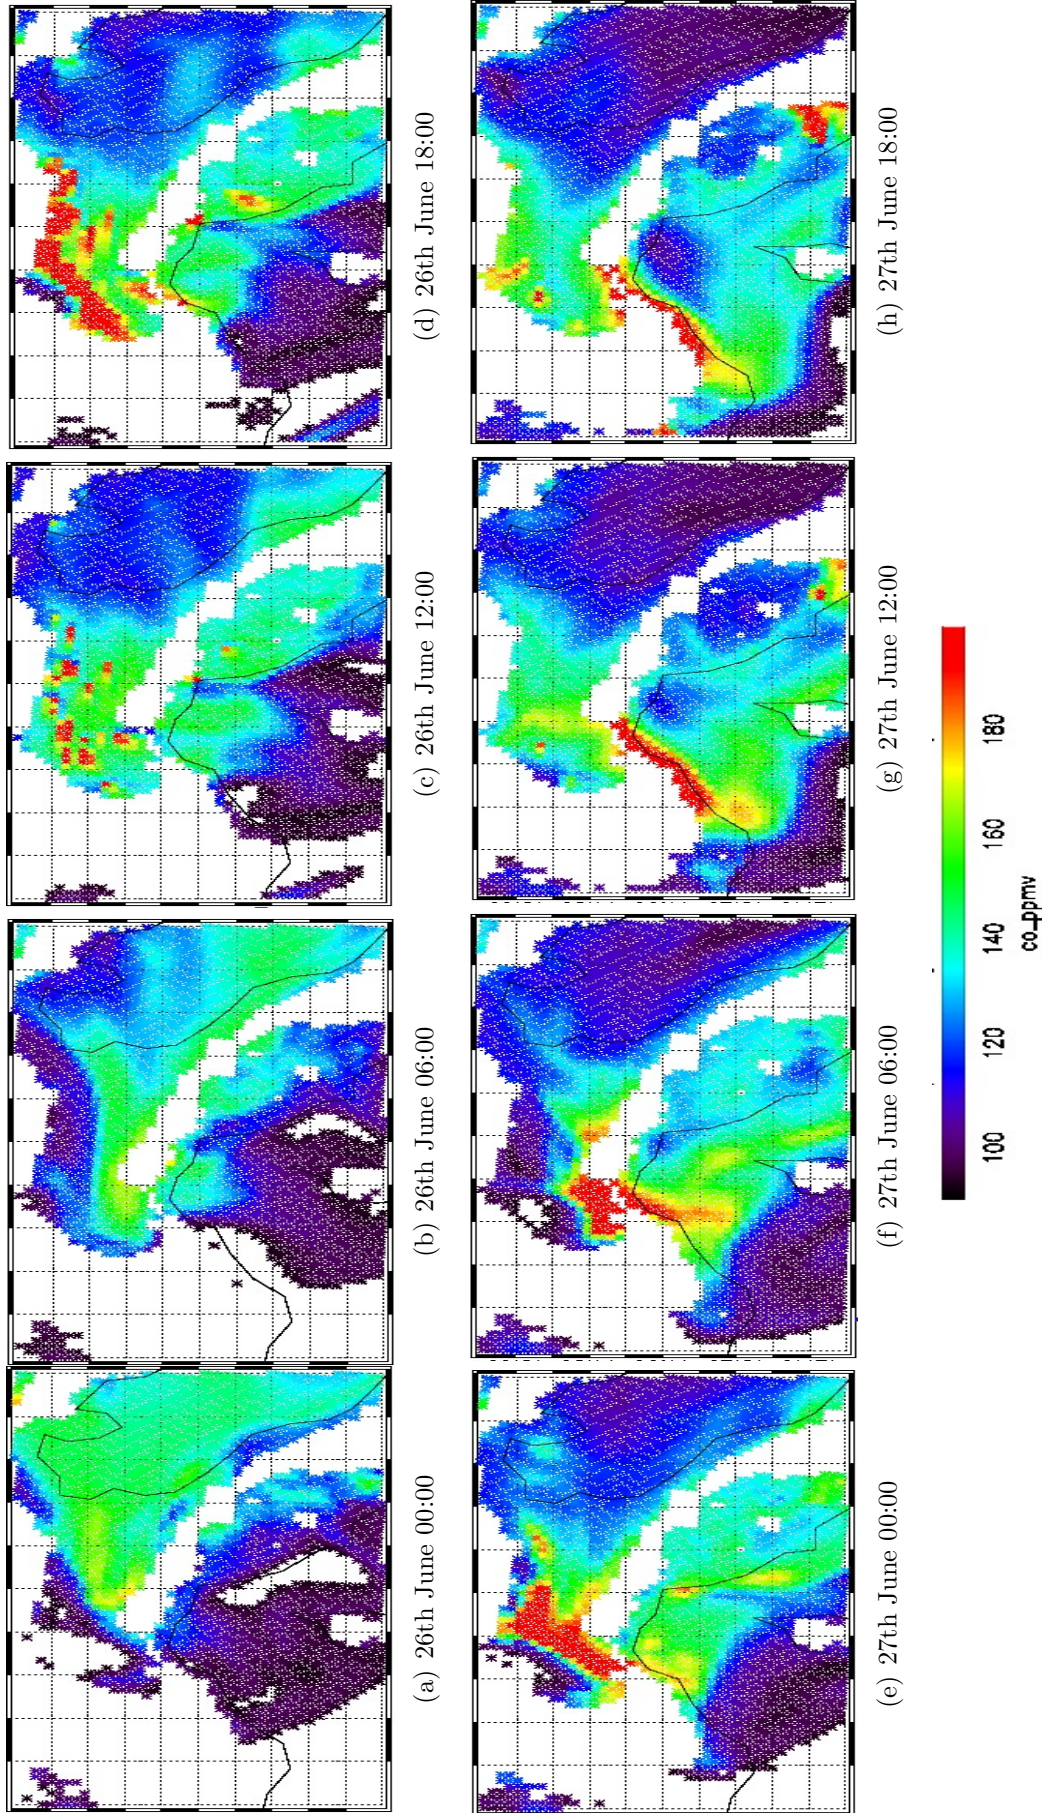 (a) 26th June 00:00
(b) 26th June 06:00
(c) 26th June 12:00
(d) 26th June 18:00
(e) 27th June 00:00
(f) 27th June 06:00
(g) 27th June 12:00
(h) 27th June 18:00
100 120 140 160 180
co_ppmv